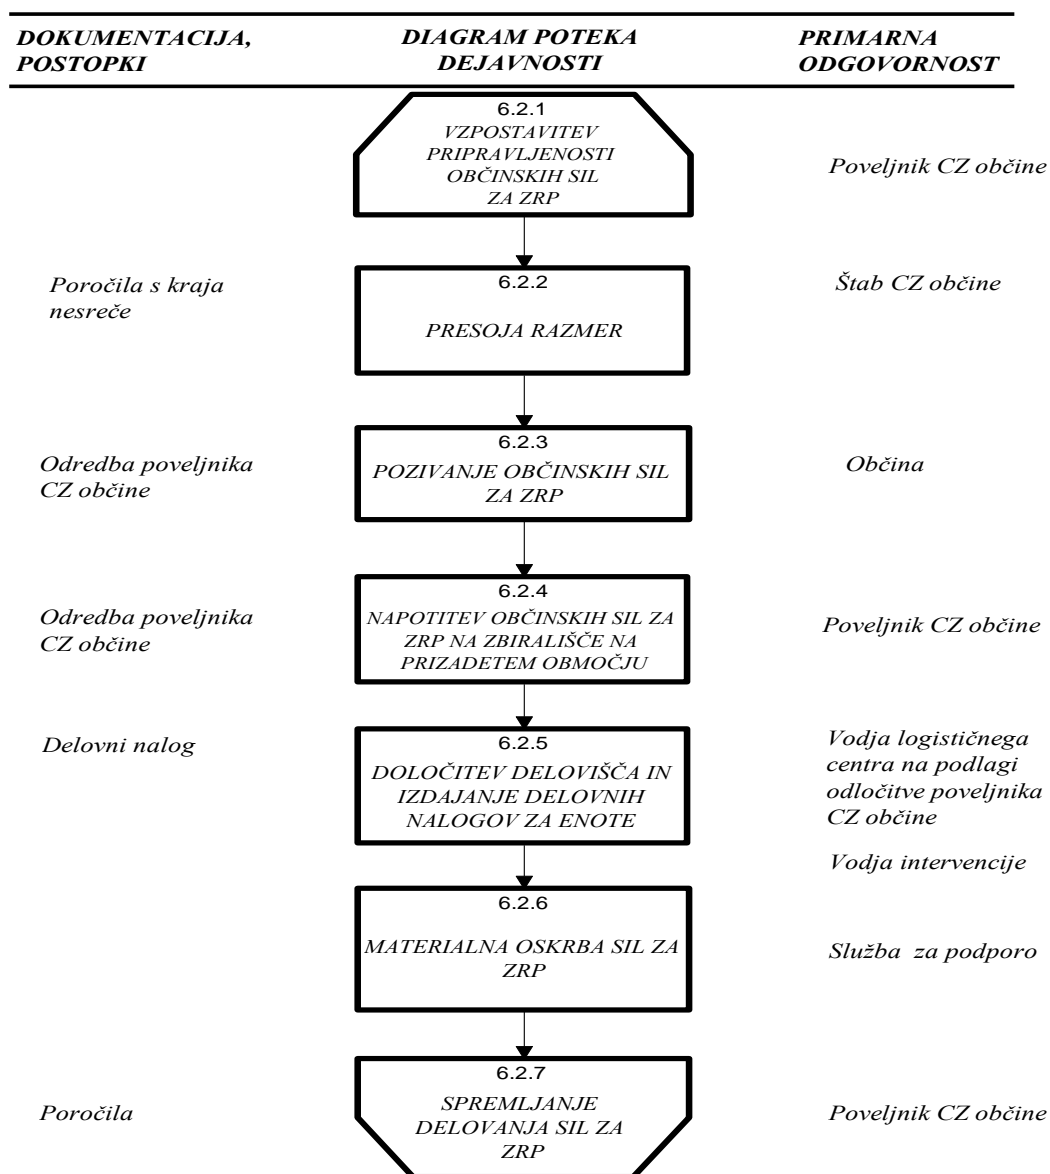 DOKUMENTACIJA,
POSTOPKI
DIAGRAM POTEKA
DEJAVNOSTI
PRIMARNA
ODGOVORNOST
6.2.1
VZPOSTAVITEV
PRIPRAVLJENOSTI
OBČINSKIH SIL
ZA ZRP
Poveljnik CZ občine
Poročila s kraja
nesreče
6.2.2
PRESOJA RAZMER
Štab CZ občine
Odredba poveljnika
CZ občine
6.2.3
POZIVANJE OBČINSKIH SIL
ZA ZRP
Občina
Odredba poveljnika
CZ občine
6.2.4
NAPOTITEV OBČINSKIH SIL ZA
ZRP NA ZBIRALIŠČE NA
PRIZADETEM OBMOČJU
Poveljnik CZ občine
Delovni nalog
6.2.5
DOLOČITEV DELOVIŠČA IN
IZDAJANJE DELOVNIH
NALOGOV ZA ENOTE
Vodja logističnega
centra na podlagi
odločitve poveljnika
CZ občine
Vodja intervencije
6.2.6
MATERIALNA OSKRBA SIL ZA
ZRP
Služba za podporo
Poročila
6.2.7
SPREMLJANJE
DELOVANJA SIL ZA
ZRP
Poveljnik CZ občine